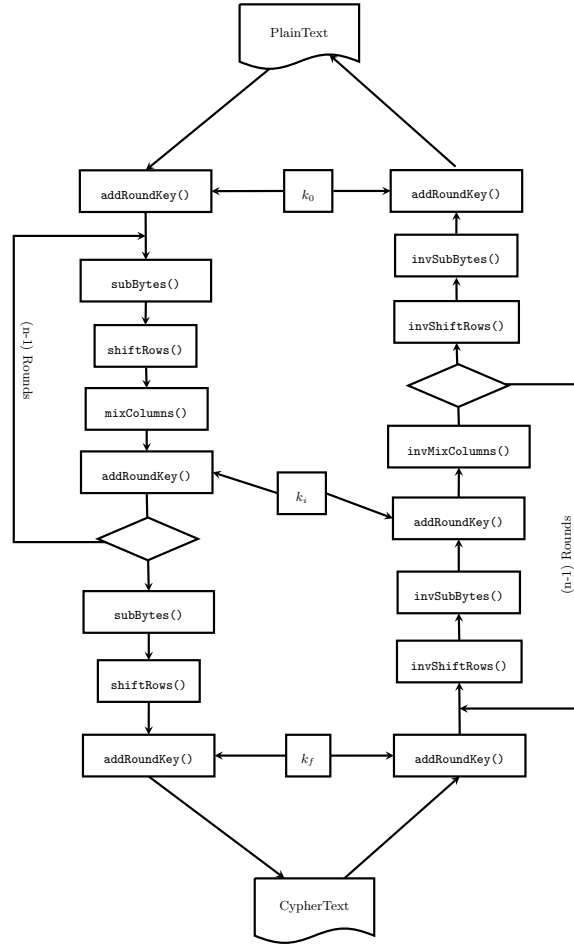 PlainText
addRoundKey()
k0
addRoundKey()
invSubBytes()
subBytes()
invShiftRows()
shiftRows()
(n-1) Rounds
mixColumns()
invMixColumns()
addRoundKey()
ki
addRoundKey()
(n-1) Rounds
subBytes()
invSubBytes()
shiftRows()
invShiftRows()
addRoundKey()
kf
addRoundKey()
CypherText